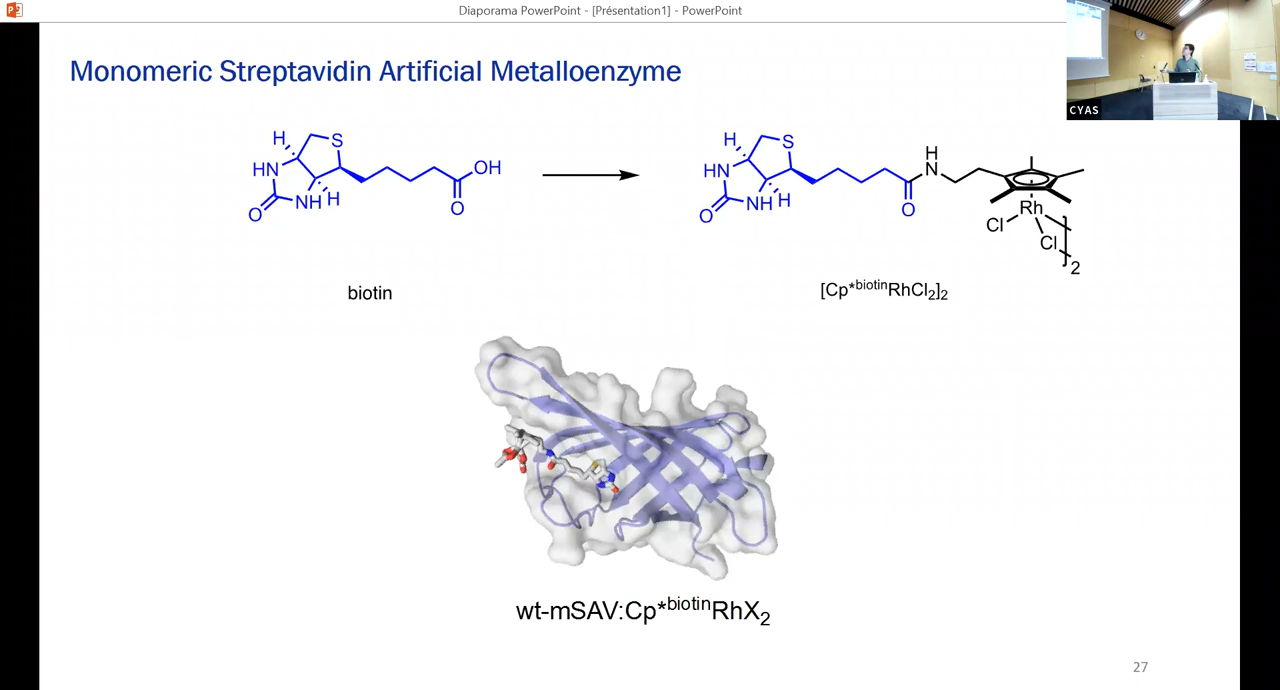 Diaporama PowerPoint - [Présentation1] - PowerPoint
CYAS
Monomeric Streptavidin Artificial Metalloenzyme
H
S
HN
NH
H
O
OH
O
biotin
H
S
HN
NH
H
O
O
H
N
Rh
Cl
Cl
2
[Cp*biotinRhCl2]2
wt-mSAV:Cp*biotinRhX2
27